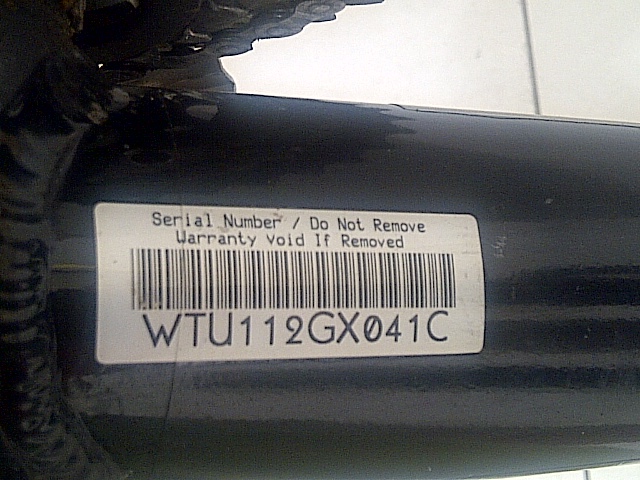 Serial Number / Do Not Remove
Warranty Void If Removed
WTU112GX041C